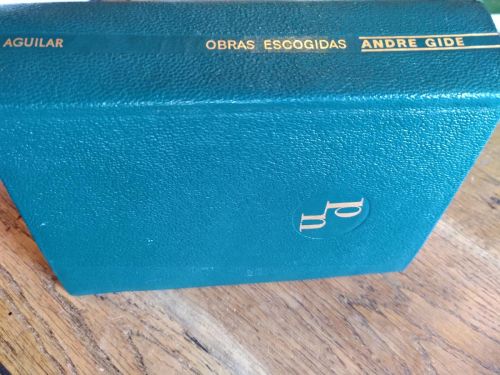 AGUILAR
OBRAS ESCOGIDAS
ANDRE GIDE